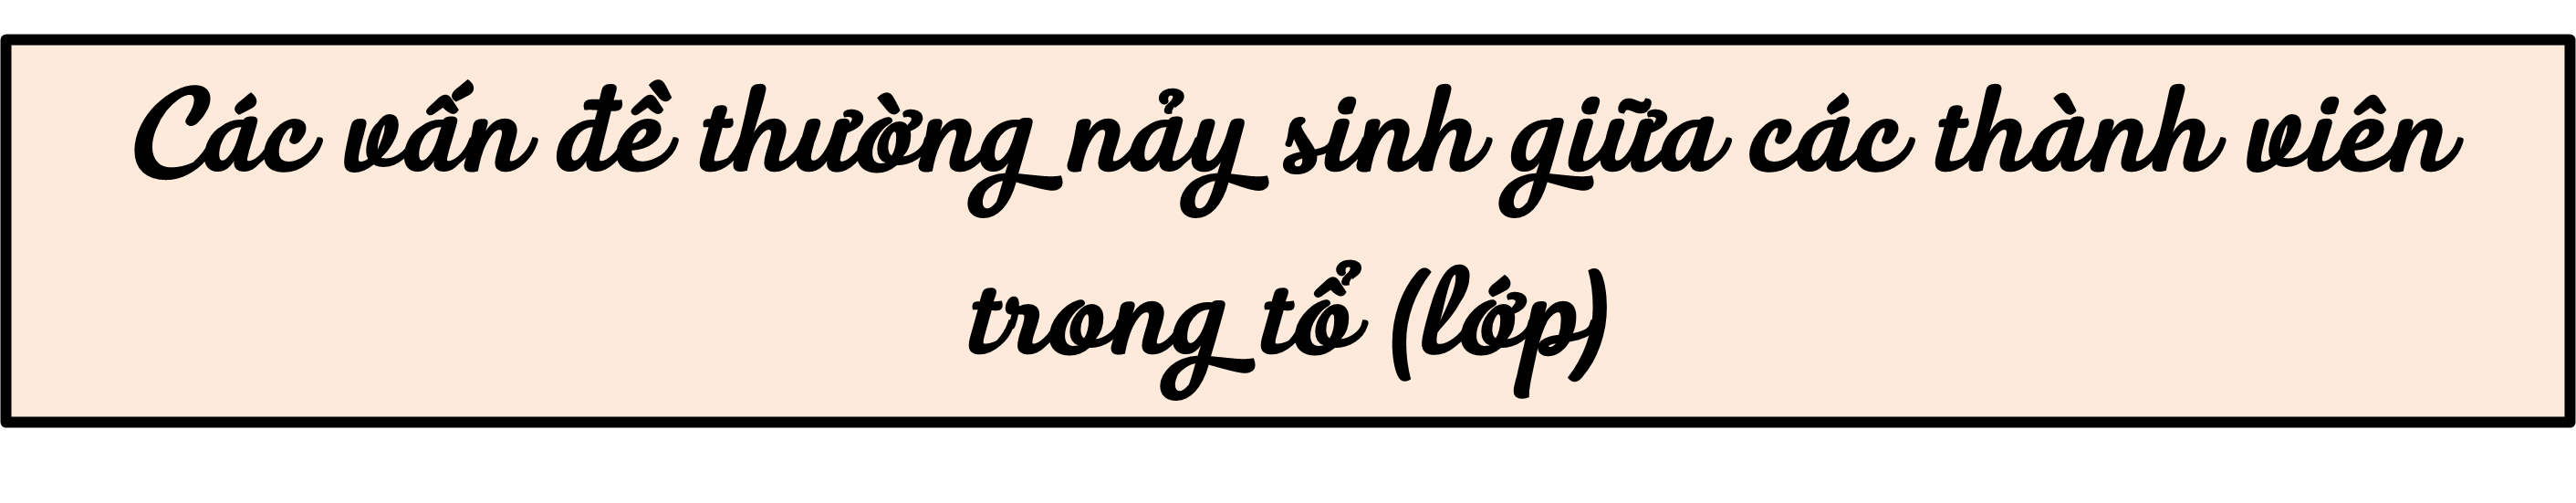 Các vấn đề thường nảy sinh giữa các thành viên
trong tổ (lớp)